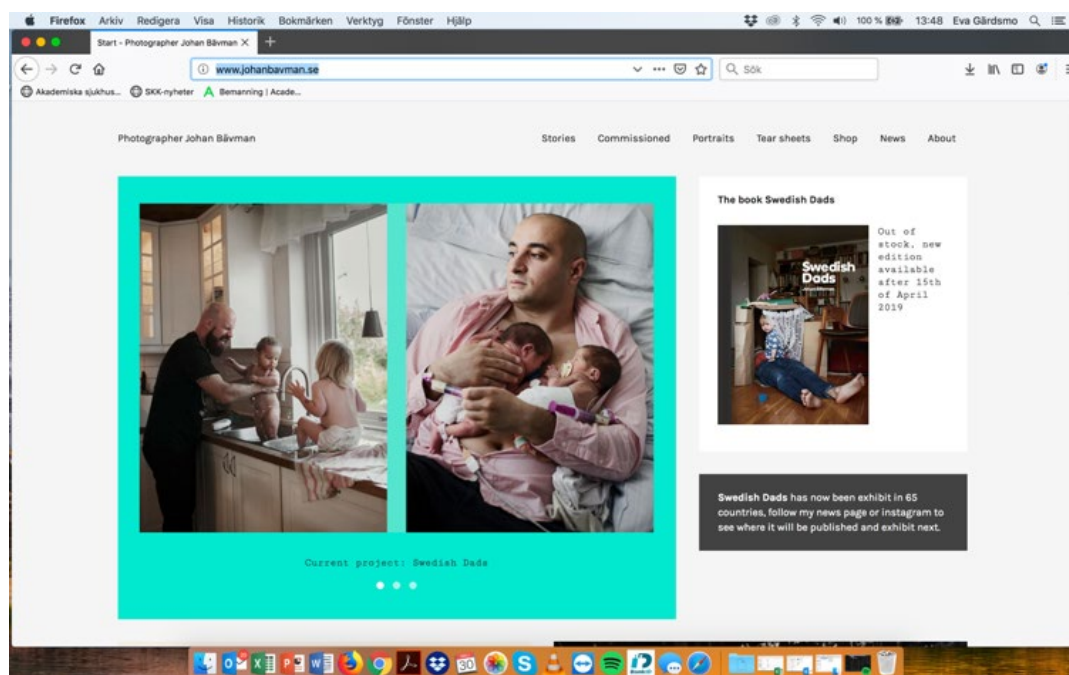 Firefox Arkiv Redigera Visa Historik Bokmärken Verktyg Fönster Hjälp 100 % 13:48 Eva Gärdsmo
Start - Photographer Johan Bävman
www.johanbavman.se
Sök
Akademiska sjukhus... SKK-nyheter Bemanning | Acade...
Photographer Johan Bävman Stories Commissioned Portraits Tear sheets Shop News About
Current project: Swedish Dads
The book Swedish Dads
Swedish
Dads
Out of
stock, new
edition
available
after 15th
of April
2019
Swedish Dads has now been exhibit in 65
countries, follow my news page or instagram to
see where it will be published and exhibit next.
30